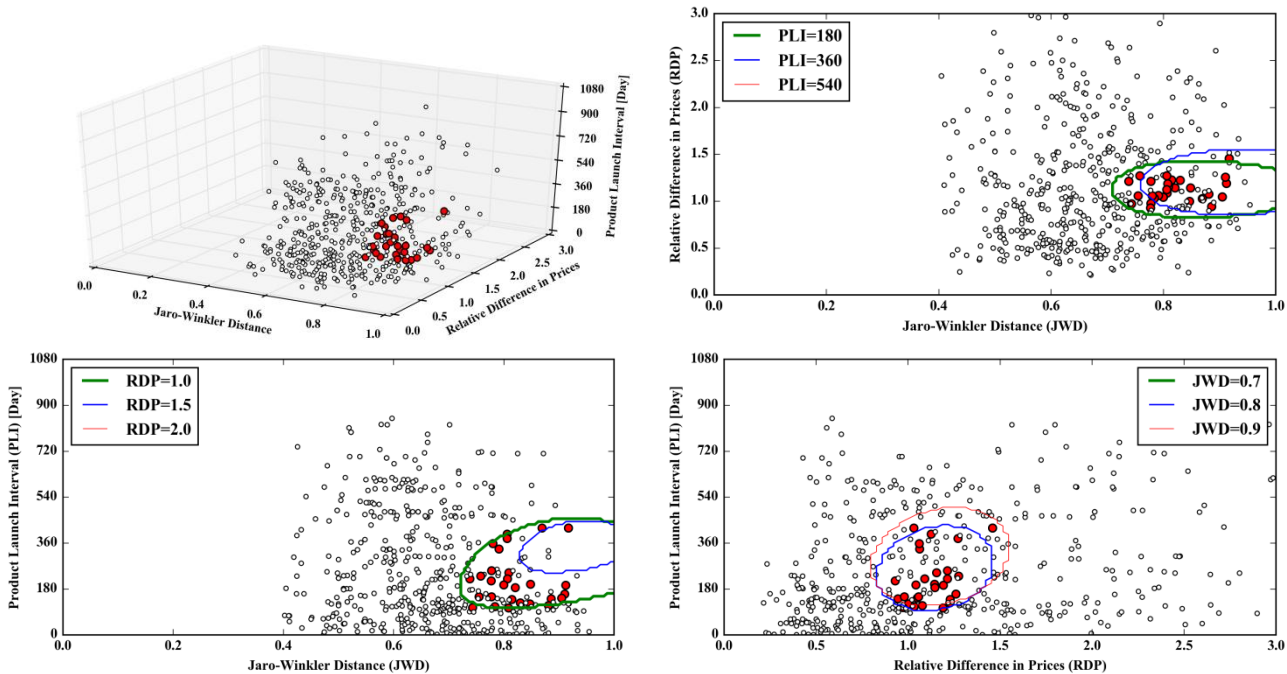 1080
900
720
540
360
180
0
Product Launch Interval [Day]
0.0
0.2
0.4
0.6
0.8
1.0
Jaro-Winkler Distance
0.0
0.5
1.0
1.5
2.0
2.5
3.0
Relative Difference in Prices
3.0
2.5
2.0
1.5
1.0
0.5
0.0
Relative Difference in Prices (RDP)
PLI=180
PLI=360
PLI=540
0.0 0.2 0.4 0.6 0.8 1.0
Jaro-Winkler Distance (JWD)
1080
900
720
540
360
180
0
Product Launch Interval (PLI) [Day]
RDP=1.0
RDP=1.5
RDP=2.0
0.0 0.2 0.4 0.6 0.8 1.0
Jaro-Winkler Distance (JWD)
1080
900
720
540
360
180
0
Product Launch Interval (PLI) [Day]
JWD=0.7
JWD=0.8
JWD=0.9
0.0 0.5 1.0 1.5 2.0 2.5 3.0
Relative Difference in Prices (RDP)